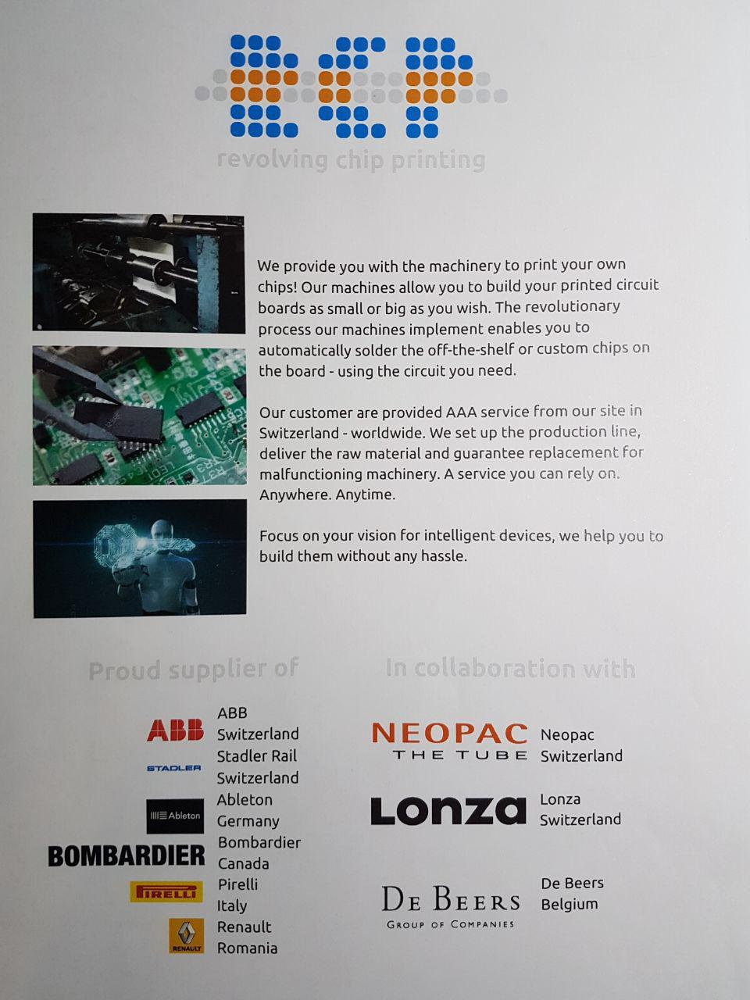 RCP
revolving chip printing
We provide you with the machinery to print your own
chips! Our machines allow you to build your printed circuit
boards as small or big as you wish. The revolutionary
process our machines implement enables you to
automatically solder the off-the-shelf or custom chips on
the board - using the circuit you need.
Our customer are provided AAA service from our site in
Switzerland - worldwide. We set up the production line,
deliver the raw material and guarantee replacement for
malfunctioning machinery. A service you can rely on.
Anywhere. Anytime.
Focus on your vision for intelligent devices, we help you to
build them without any hassle.
Proud supplier of
ABB
ABB
Switzerland
STADLER
Stadler Rail
Switzerland
Ableton
Ableton
Germany
BOMBARDIER
Bombardier
Canada
PIRELLI
Pirelli
Italy
RENAULT
Renault
Romania
In collaboration with
NEOPAC
THE TUBE
Neopac
Switzerland
Lonza
Lonza
Switzerland
DE BEERS
GROUP OF COMPANIES
De Beers
Belgium